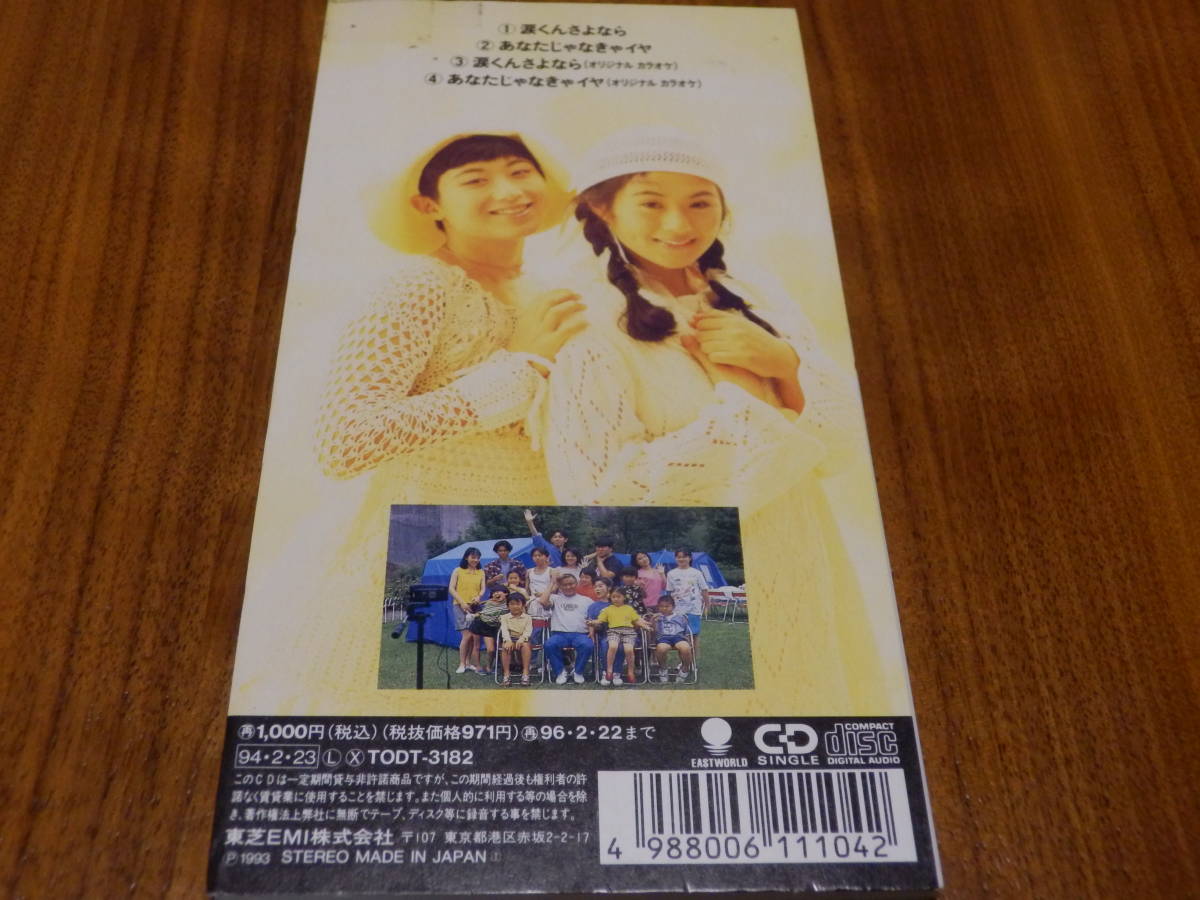 ① 涙くんさよなら
② あなたじゃなきゃイヤ
③ 涙くんさよなら(オリジナル カラオケ)
④ あなたじゃなきゃイヤ(オリジナル カラオケ)
再1,000円(税込)(税抜価格971円)再96・2・22まで
94・2・23 Ⓛ Ⓧ TODT-3182
EASTWORLD
CD SINGLE
COMPACT disc DIGITAL AUDIO
このCDは一定期間貸与非許諾商品ですが、この期間経過後も権利者の許
諾なく賃貸業に使用することを禁じます。また個人的に利用する等の場合を除
き、著作権法上弊社に無断でテープ、ディスク等に録音する事を禁じます。
東芝EMI株式会社 〒107 東京都港区赤坂2-2-17
Ⓟ1993 STEREO MADE IN JAPAN
4 988006 111042